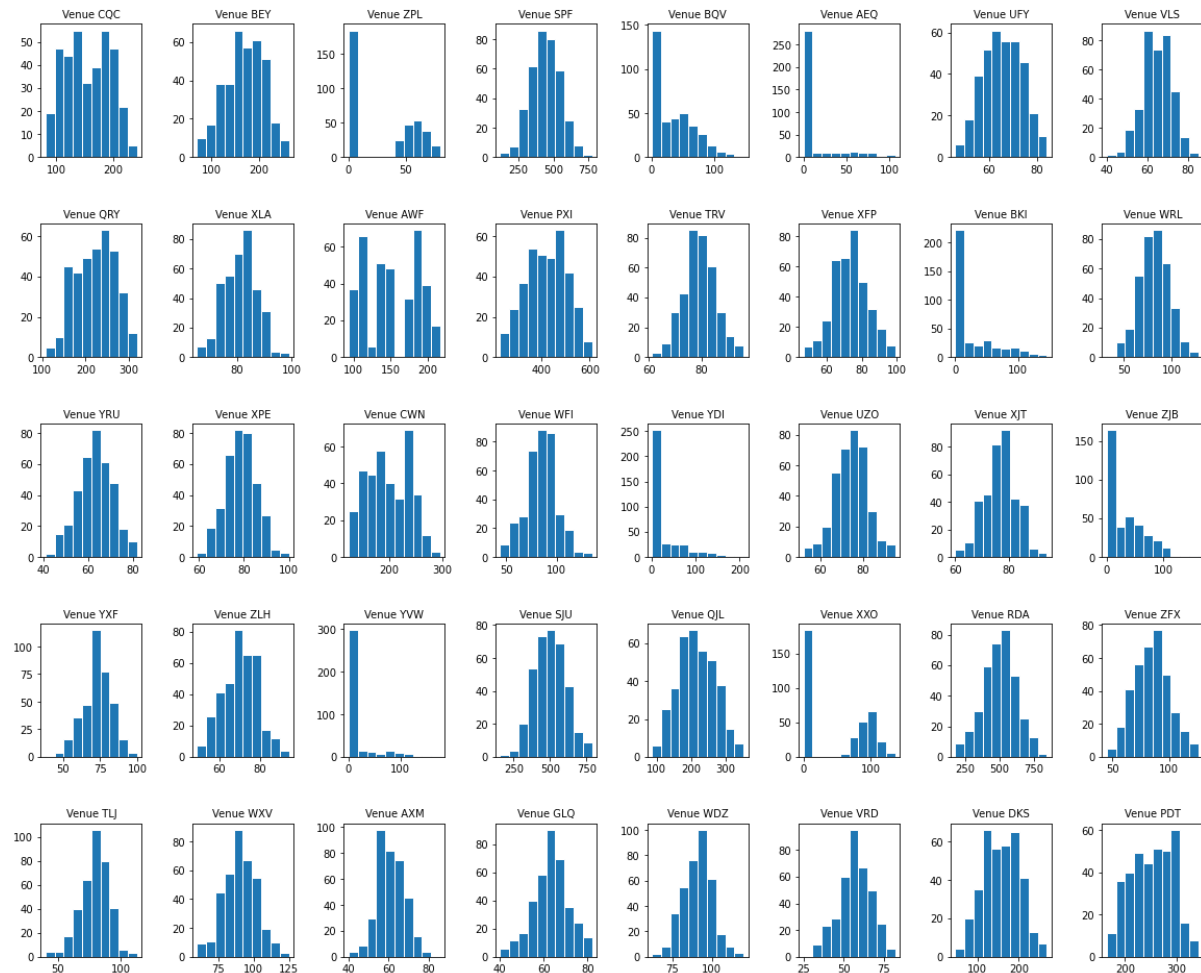 Venue CQC Venue BEY Venue ZPL Venue SPF Venue BQV Venue AEQ Venue UFY Venue VLS
50 40 30 20 10 0 100 200
60 40 20 0 100 200
150 100 50 0 0 50
80 60 40 20 0 250 500 750
150 100 50 0 0 100
250 200 150 100 50 0 0 50 100
60 40 20 0 60 80
80 60 40 20 0 40 60 80
Venue QRY Venue XLA Venue AWF Venue PXI Venue TRV Venue XFP Venue BKI Venue WRL
60 50 40 30 20 10 0 100 200 300
80 60 40 20 0 80 100
60 40 20 0 100 150 200
60 40 20 0 400 600
80 60 40 20 0 60 80
80 60 40 20 0 60 80 100
200 150 100 50 0 0 100
80 60 40 20 0 50 100
Venue YRU Venue XPE Venue CWN Venue WFI Venue YDI Venue UZO Venue XJT Venue ZJB
80 60 40 20 0 40 60 80
80 60 40 20 0 60 80 100
60 40 20 0 200 300
80 60 40 20 0 50 100
250 200 150 100 50 0 0 100 200
80 60 40 20 0 60 80
80 60 40 20 0 60 80
150 100 50 0 0 100
Venue YXF Venue ZLH Venue YVW Venue SJU Venue QJL Venue XXO Venue RDA Venue ZFX
100 75 50 25 0 50 75 100
80 60 40 20 0 60 80
300 200 100 0 0 100
80 60 40 20 0 250 500 750
60 40 20 0 100 200 300
150 100 50 0 0 100
80 60 40 20 0 250 500 750
80 60 40 20 0 50 100
Venue TLJ Venue WXV Venue AXM Venue GLQ Venue WDZ Venue VRD Venue DKS Venue PDT
100 80 60 40 20 0 50 100
80 60 40 20 0 75 100 125
100 80 60 40 20 0 40 60 80
80 60 40 20 0 40 60 80
100 80 60 40 20 0 75 100
100 80 60 40 20 0 25 50 75
60 40 20 0 100 200
60 40 20 0 200 300